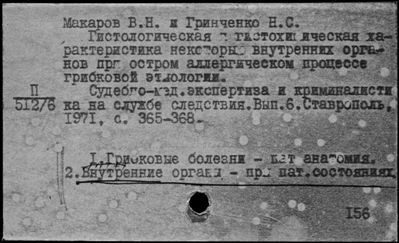 Макаров В.Н. и Гринченко Н.С.
Гистологическая и гистохимическая ха-
рактеристика некоторых внутренних орга-
нов при остром аллергическом процессе
грибковой этиологии.
II Судебно-мед.экспертиза и криминалисти
512/6 ка на службе следствия.Вып.6.Ставрополь,
1971, с. 365-368.
1.Грибковые болезни - пат анатомия.
2.Внутренние органы - при пат.состояниях
156